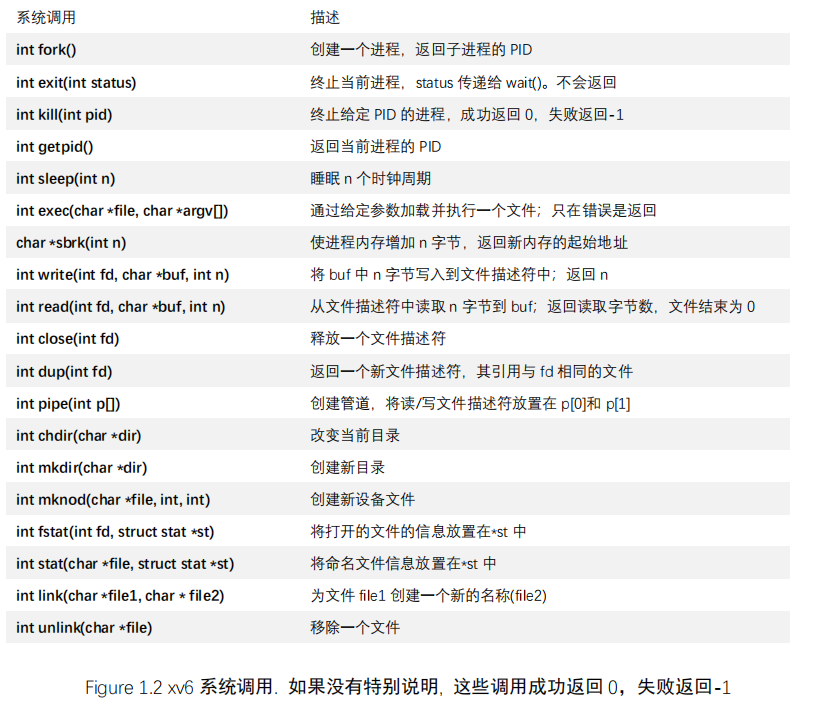 系统调用 描述
int fork() 创建一个进程，返回子进程的 PID
int exit(int status) 终止当前进程，status 传递给 wait()。不会返回
int kill(int pid) 终止给定 PID 的进程，成功返回 0，失败返回-1
int getpid() 返回当前进程的 PID
int sleep(int n) 睡眠 n 个时钟周期
int exec(char *file, char *argv[]) 通过给定参数加载并执行一个文件；只在错误是返回
char *sbrk(int n) 使进程内存增加 n 字节，返回新内存的起始地址
int write(int fd, char *buf, int n) 将 buf 中 n 字节写入到文件描述符中；返回 n
int read(int fd, char *buf, int n) 从文件描述符中读取 n 字节到 buf；返回读取字节数，文件结束为 0
int close(int fd) 释放一个文件描述符
int dup(int fd) 返回一个新文件描述符，其引用与 fd 相同的文件
int pipe(int p[]) 创建管道，将读/写文件描述符放置在 p[0]和 p[1]
int chdir(char *dir) 改变当前目录
int mkdir(char *dir) 创建新目录
int mknod(char *file, int, int) 创建新设备文件
int fstat(int fd, struct stat *st) 将打开的文件的信息放置在*st 中
int stat(char *file, struct stat *st) 将命名文件信息放置在*st 中
int link(char *file1, char * file2) 为文件 file1 创建一个新的名称(file2)
int unlink(char *file) 移除一个文件
Figure 1.2 xv6 系统调用. 如果没有特别说明, 这些调用成功返回 0，失败返回-1